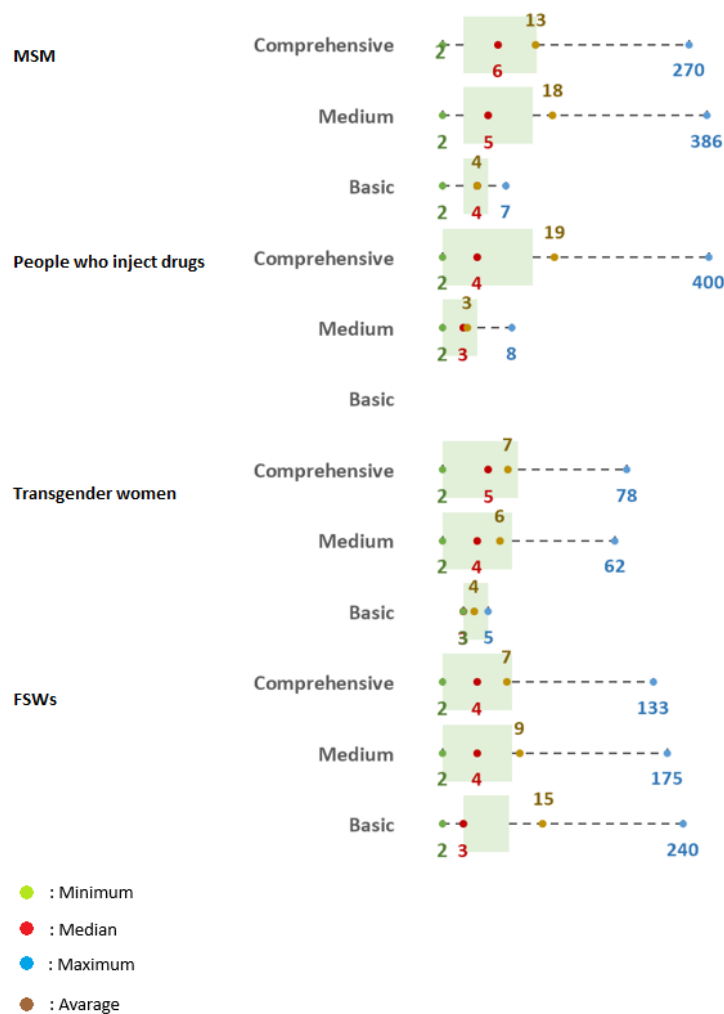 13
MSM
Comprehensive
2
6
270
18
Medium
2
5
386
4
Basic
2
4
7
19
People who inject drugs
Comprehensive
2
4
400
3
Medium
2
3
8
Basic
7
Transgender women
Comprehensive
2
5
78
6
Medium
2
4
62
4
Basic
3
5
7
FSWs
Comprehensive
2
4
133
9
Medium
2
4
175
15
Basic
2
3
240
: Minimum
: Median
: Maximum
: Avarage